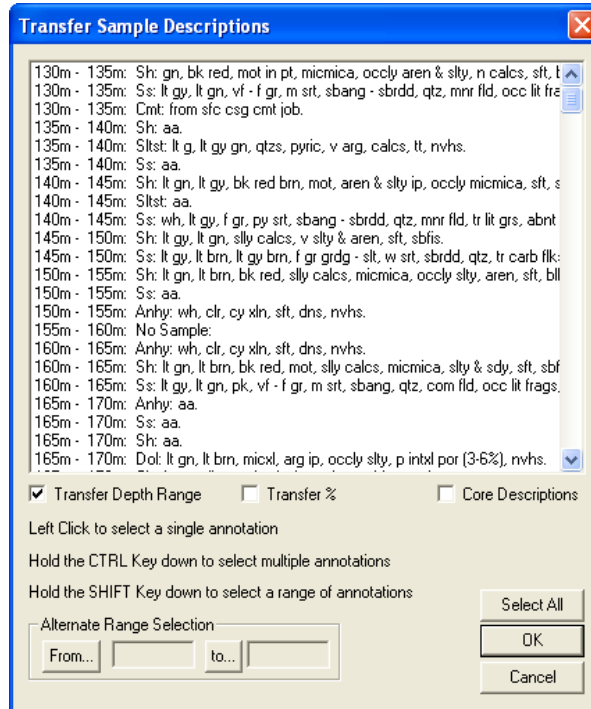 Transfer Sample Descriptions
130m - 135m: Sh: gn, bk red, mot in pt, micmica, occly aren & slty, n calcs, sft,
130m - 135m: Ss: lt gy, lt gn, vf - f gr, m srt, sbang - sbrdd, qtz, mnr fld, occ lit
130m - 135m: Cmt: from sfc csg cmt job.
135m - 140m: Sh: aa.
135m - 140m: Sltst: lt g, lt gy gn, qtzs, pyric, v arg, calcs, tt, nvhs.
135m - 140m: Ss: aa.
140m - 145m: Sh: lt gn, lt gy, bk red brn, mot, aren & slty ip, occly micmica, sft,
140m - 145m: Sltst: aa.
140m - 145m: Ss: wh, lt gy, f gr, py srt, sbang - sbrdd, qtz, mnr fld, tr lit grs, abnt
145m - 150m: Sh: lt gy, lt gn, slly calcs, v slty & aren, sft, sbfis.
145m - 150m: Ss: lt gy, lt brn, lt gy brn, f gr grdg - slt, w srt, sbrdd, qtz, tr carb
150m - 155m: Sh: lt gn, lt brn, bk red, slly calcs, micmica, occly slty, aren, sft,
150m - 155m: Ss: aa.
150m - 155m: Anhy: wh, clr, cy xln, sft, dns, nvhs.
155m - 160m: No Sample:
160m - 165m: Anhy: wh, clr, cy xln, sft, dns, nvhs.
160m - 165m: Sh: lt gn, lt brn, bk red, mot, slly calcs, micmica, slty & sdy, sft,
160m - 165m: Ss: lt gy, lt gn, pk, vf - f gr, m srt, sbang, qtz, com fld, occ lit frags,
165m - 170m: Anhy: aa.
165m - 170m: Ss: aa.
165m - 170m: Sh: aa.
165m - 170m: Dol: lt gn, lt brn, micxl, arg ip, occly slty, p intxl por (3-6%), nvhs.
Transfer Depth Range Transfer % Core Descriptions
Left Click to select a single annotation
Hold the CTRL Key down to select multiple annotations
Hold the SHIFT Key down to select a range of annotations
Select All
Alternate Range Selection
OK
From... to...
Cancel